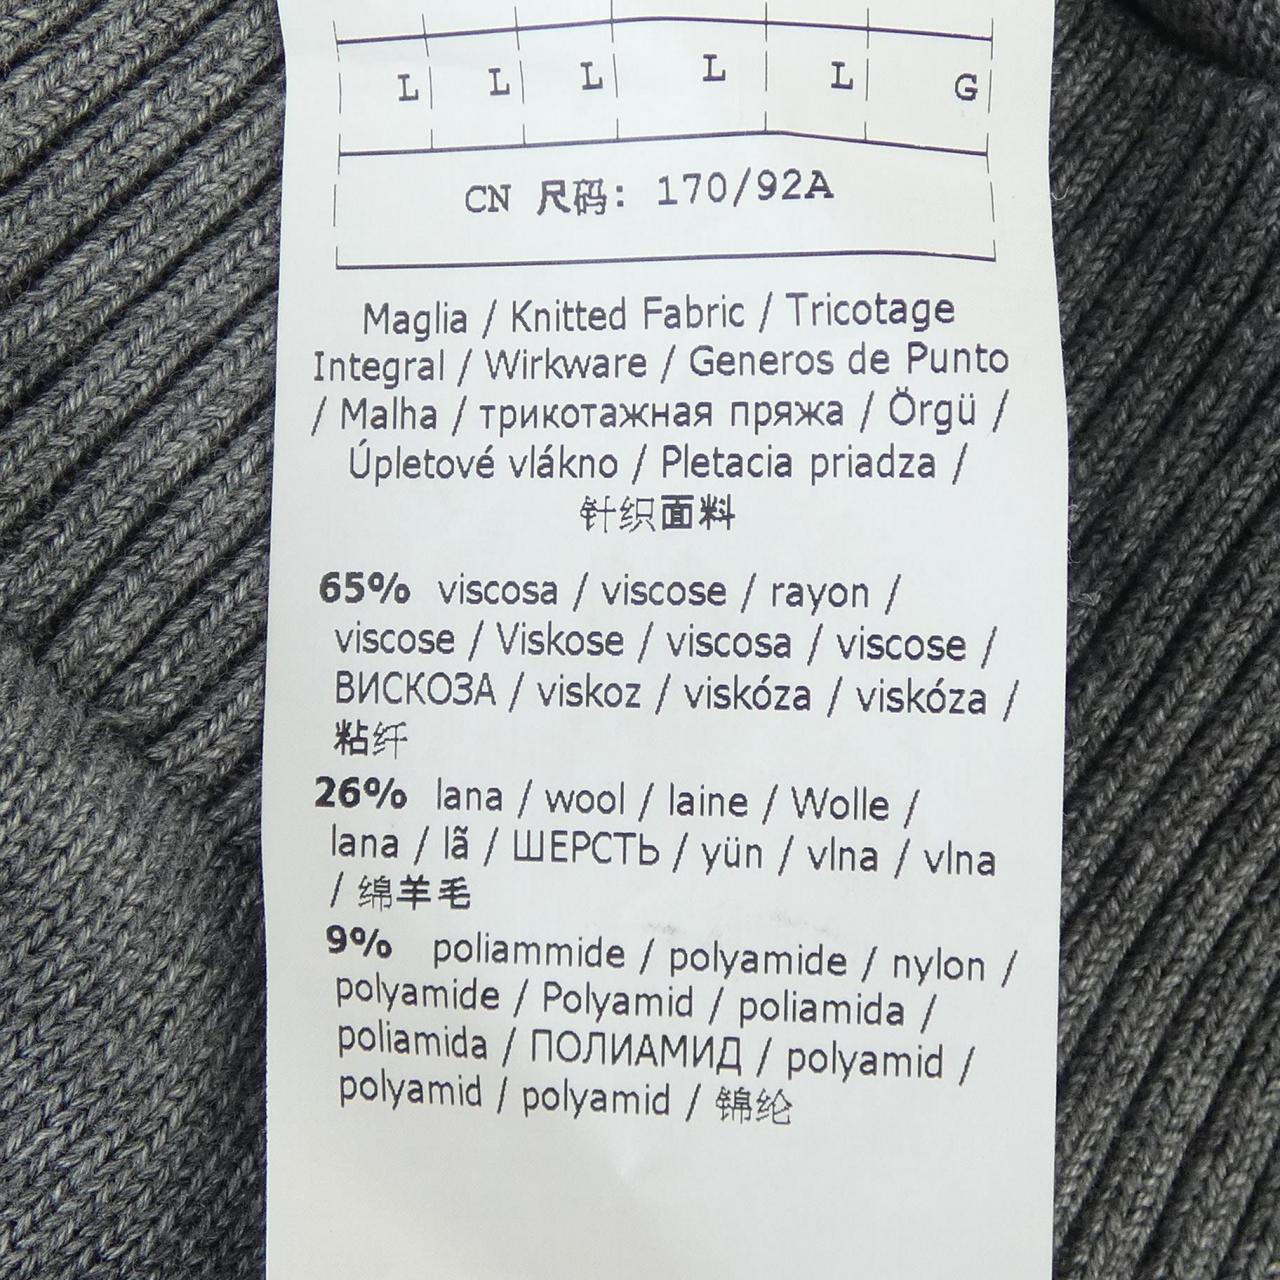 L L L L L G
CN 尺码: 170/92A
Maglia / Knitted Fabric / Tricotage
Integral / Wirkware / Generos de Punto
/ Malha / трикотажная пряжа / Örgü /
Úpletové vlákno / Pletacia priadza /
针织面料
65% viscosa / viscose / rayon /
viscose / Viskose / viscosa / viscose /
ВИСКОЗА / viskoz / viskóza / viskóza /
粘纤
26% lana / wool / laine / Wolle /
lana / lã / ШЕРСТЬ / yün / vlna / vlna
/ 绵羊毛
9% poliammide / polyamide / nylon /
polyamide / Polyamid / poliamida /
poliamida / ПОЛИАМИД / polyamid /
polyamid / polyamid / 锦纶